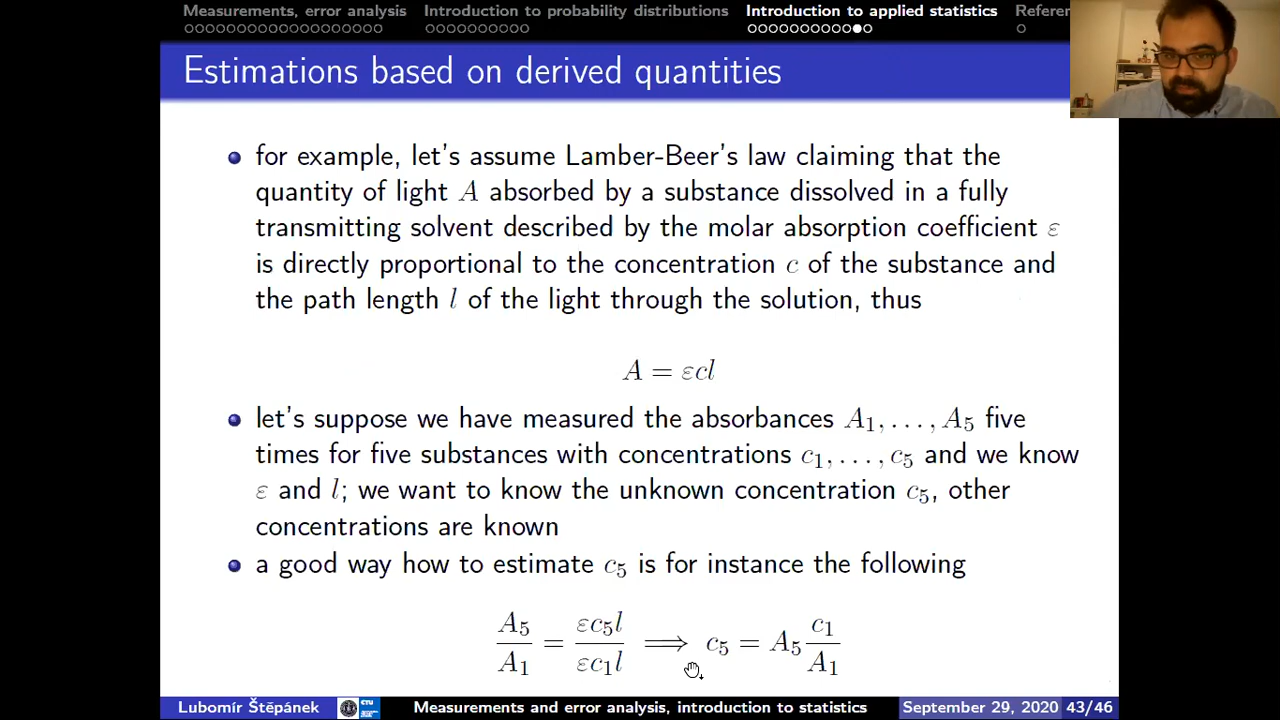 Measurements, error analysis Introduction to probability distributions Introduction to applied statistics Refere
Estimations based on derived quantities
for example, let's assume Lamber-Beer's law claiming that the
quantity of light A absorbed by a substance dissolved in a fully
transmitting solvent described by the molar absorption coefficient ε
is directly proportional to the concentration c of the substance and
the path length l of the light through the solution, thus
A = εcl
let's suppose we have measured the absorbances A₁, . . . , A₅ five
times for five substances with concentrations c₁, . . . , c₅ and we know
ε and l; we want to know the unknown concentration c₅, other
concentrations are known
a good way how to estimate c₅ is for instance the following
A₅/A₁ = εc₅l/εc₁l ⟹ c₅ = A₅ c₁/A₁
Lubomír Štěpánek CTU Measurements and error analysis, introduction to statistics September 29, 2020 43/46